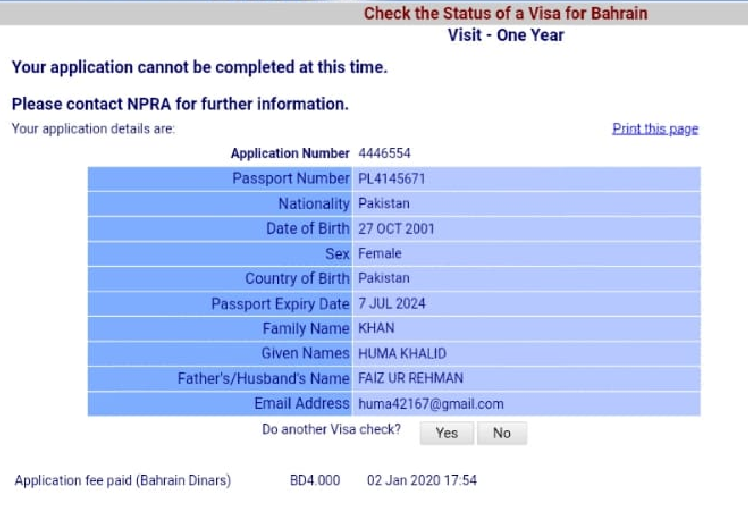 Check the Status of a Visa for Bahrain
Visit - One Year
Your application cannot be completed at this time.
Please contact NPRA for further information.
Your application details are:
Print this page
Application Number 4446554
Passport Number PL4145671
Nationality Pakistan
Date of Birth 27 OCT 2001
Sex Female
Country of Birth Pakistan
Passport Expiry Date 7 JUL 2024
Family Name KHAN
Given Names HUMA KHALID
Father's/Husband's Name FAIZ UR REHMAN
Email Address huma42167@gmail.com
Do another Visa check? Yes No
Application fee paid (Bahrain Dinars) BD4.000 02 Jan 2020 17:54